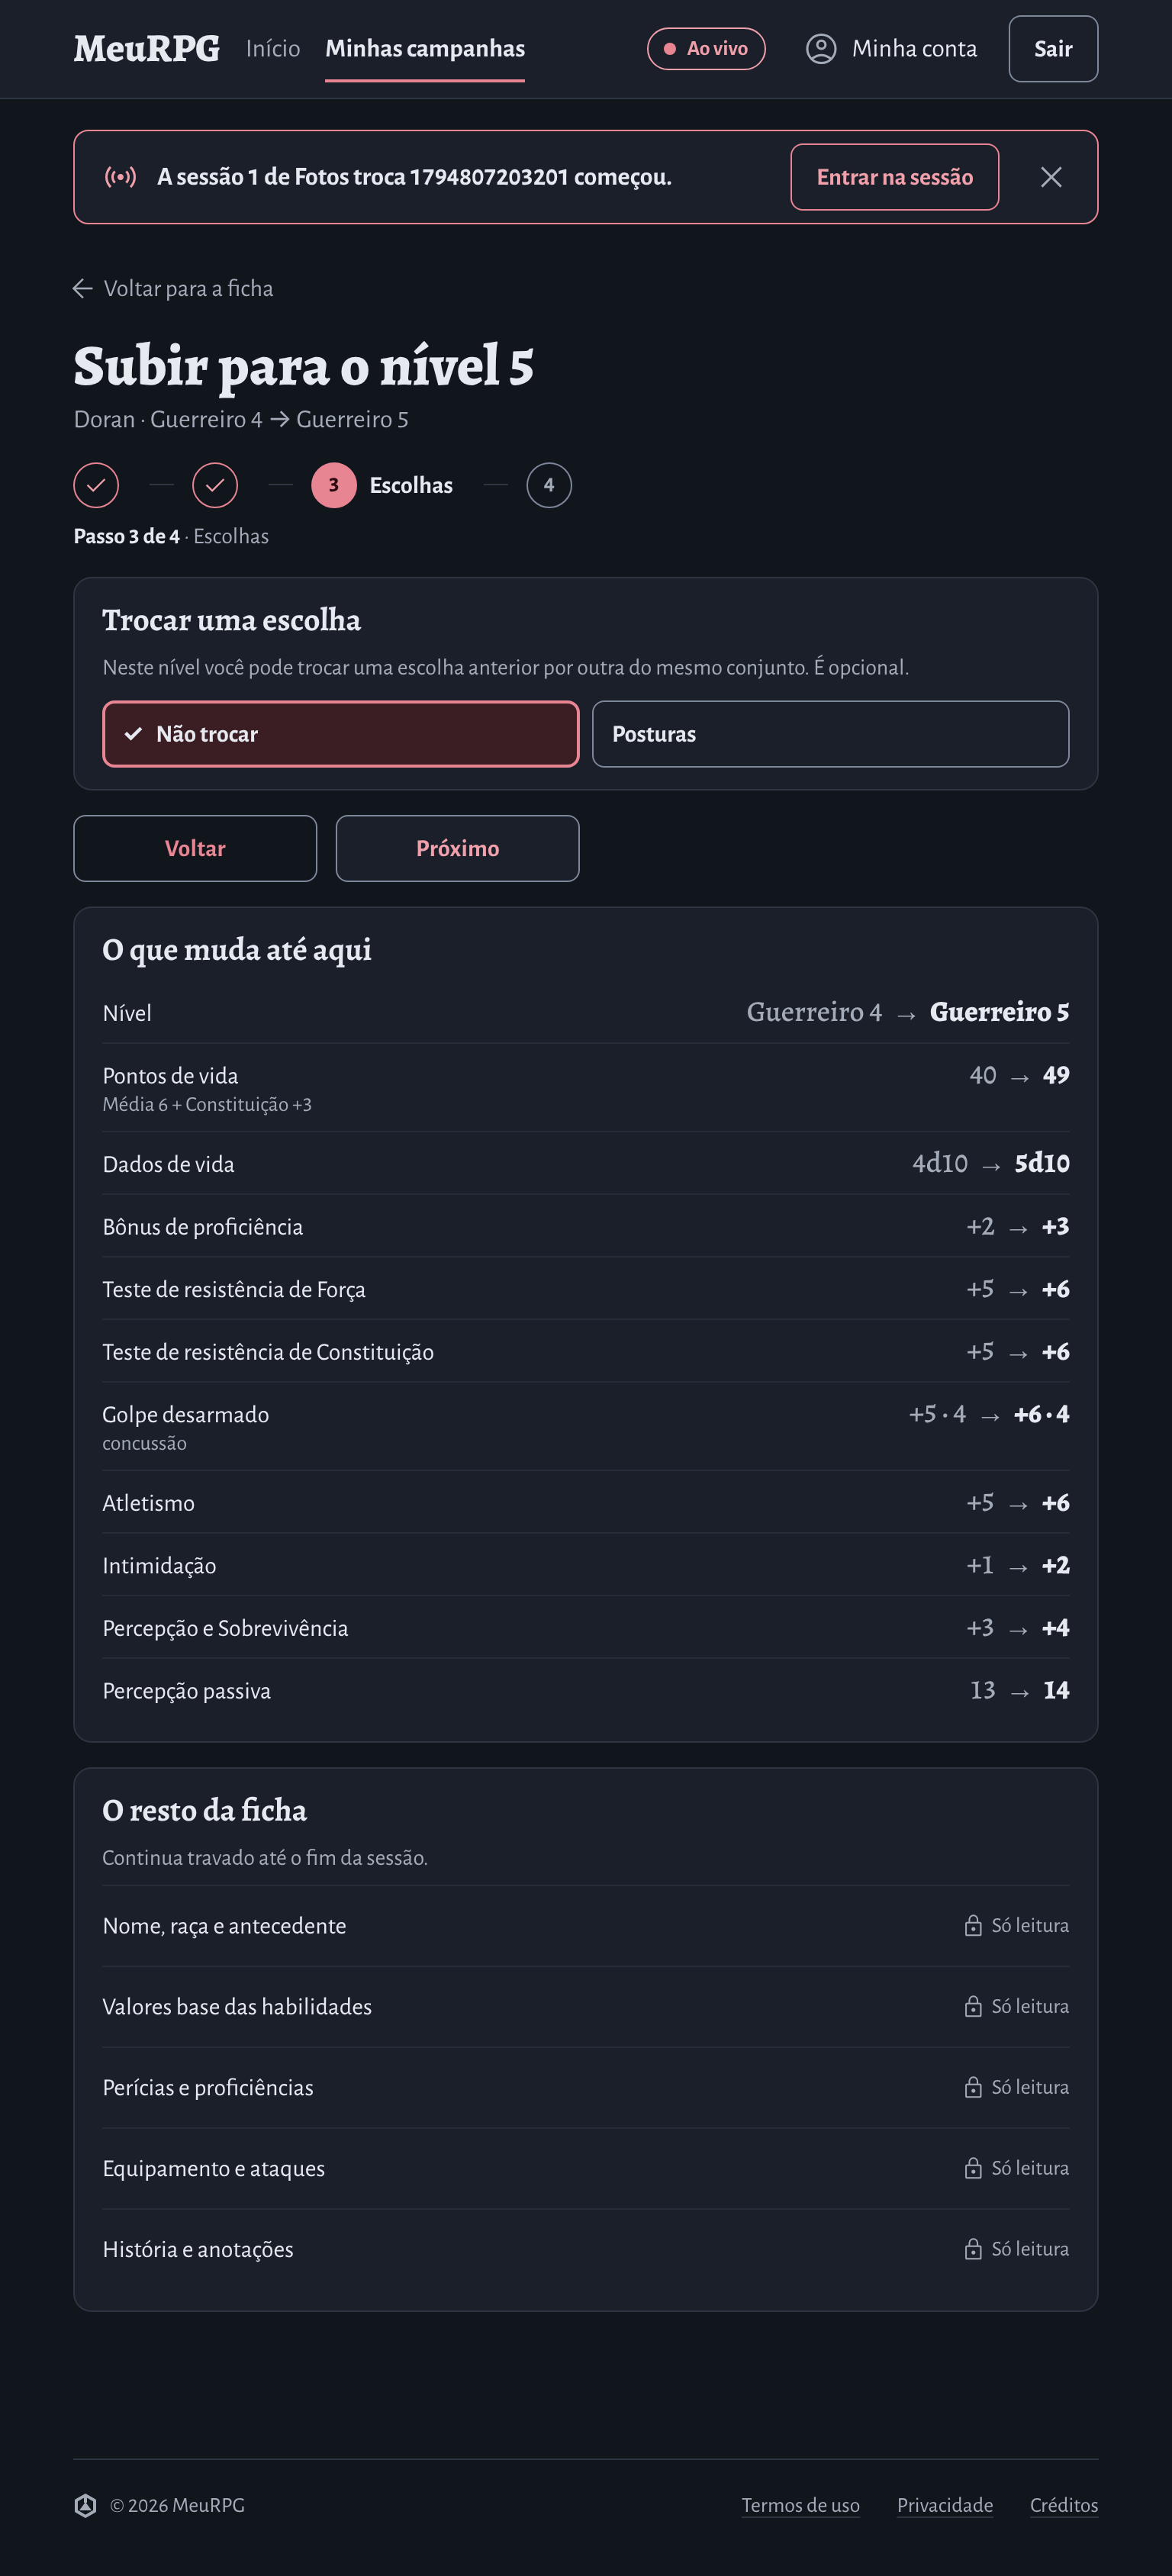 MeuRPG Início Minhas campanhas Ao vivo Minha conta Sair
A sessão 1 de Fotos troca 1794807203201 começou. Entrar na sessão
Voltar para a ficha
Subir para o nível 5
Doran · Guerreiro 4 → Guerreiro 5
3 Escolhas 4
Passo 3 de 4 · Escolhas
Trocar uma escolha
Neste nível você pode trocar uma escolha anterior por outra do mesmo conjunto. É opcional.
Não trocar Posturas
Voltar Próximo
O que muda até aqui
Nível Guerreiro 4 → Guerreiro 5
Pontos de vida 40 → 49
Média 6 + Constituição +3
Dados de vida 4d10 → 5d10
Bônus de proficiência +2 → +3
Teste de resistência de Força +5 → +6
Teste de resistência de Constituição +5 → +6
Golpe desarmado +5 · 4 → +6 · 4
concussão
Atletismo +5 → +6
Intimidação +1 → +2
Percepção e Sobrevivência +3 → +4
Percepção passiva 13 → 14
O resto da ficha
Continua travado até o fim da sessão.
Nome, raça e antecedente Só leitura
Valores base das habilidades Só leitura
Perícias e proficiências Só leitura
Equipamento e ataques Só leitura
História e anotações Só leitura
© 2026 MeuRPG Termos de uso Privacidade Créditos